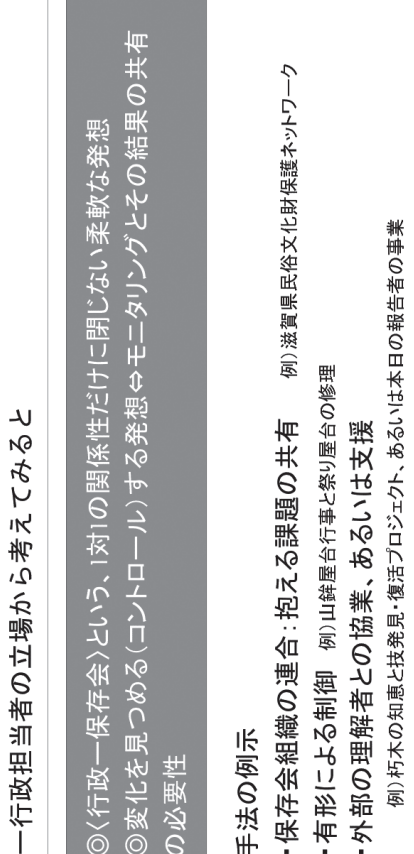 一行政担当者の立場から考えてみると
◎〈行政ー保存会〉という、1対1の関係性だけに閉じない柔軟な発想
◎変化を見つめる(コントロール)する発想⇔モニタリングとその結果の共有
の必要性
手法の例示
・保存会組織の連合:抱える課題の共有 例)滋賀県民俗文化財保護ネットワーク
・有形による制御 例)山鉾屋台行事と祭り屋台の修理
・外部の理解者との協業、あるいは支援
例)朽木の知恵と技発見・復活プロジェクト、あるいは本日の報告者の事業